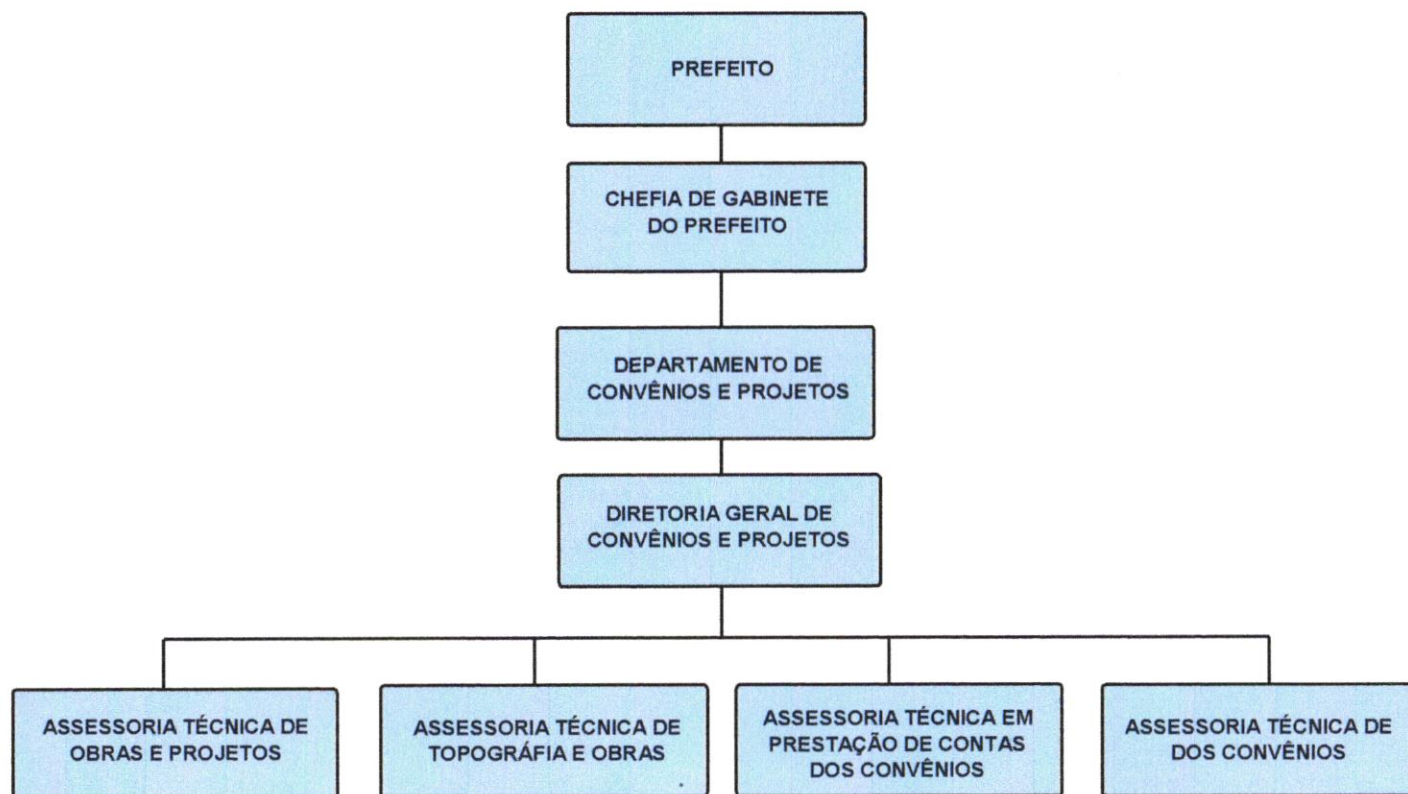 PREFEITO
CHEFIA DE GABINETE
DO PREFEITO
DEPARTAMENTO DE
CONVÊNIOS E PROJETOS
DIRETORIA GERAL DE
CONVÊNIOS E PROJETOS
ASSESSORIA TÉCNICA DE
OBRAS E PROJETOS
ASSESSORIA TÉCNICA DE
TOPOGRÁFIA E OBRAS
ASSESSORIA TÉCNICA EM
PRESTAÇÃO DE CONTAS
DOS CONVÊNIOS
ASSESSORIA TÉCNICA DE
DOS CONVÊNIOS